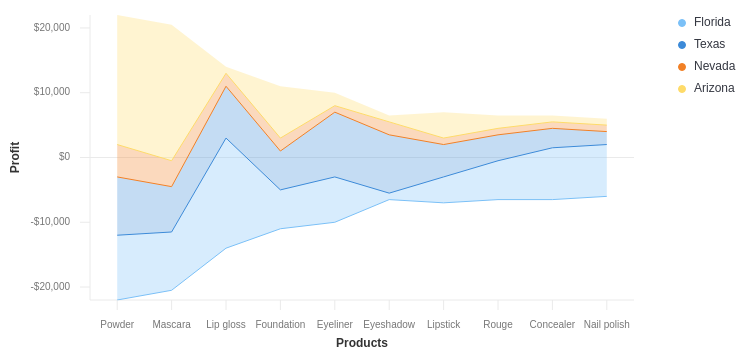 $20,000
$10,000
$0
-$10,000
-$20,000
Profit
Powder Mascara Lip gloss Foundation Eyeliner Eyeshadow Lipstick Rouge Concealer Nail polish
Products
Florida
Texas
Nevada
Arizona